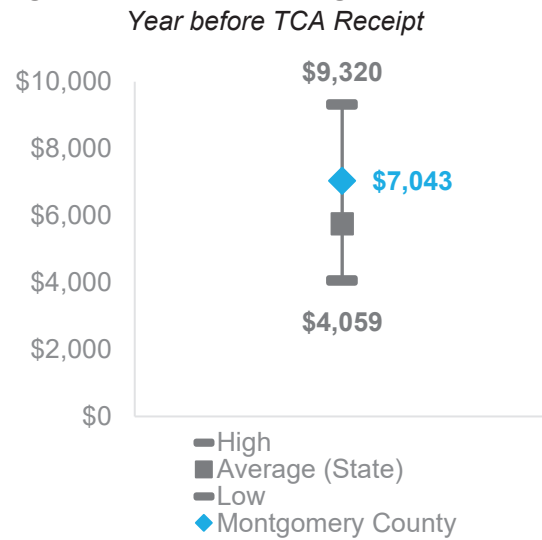 Year before TCA Receipt
$9,320
$10,000
$8,000
$7,043
$6,000
$4,000
$4,059
$2,000
$0
High
Average (State)
Low
Montgomery County